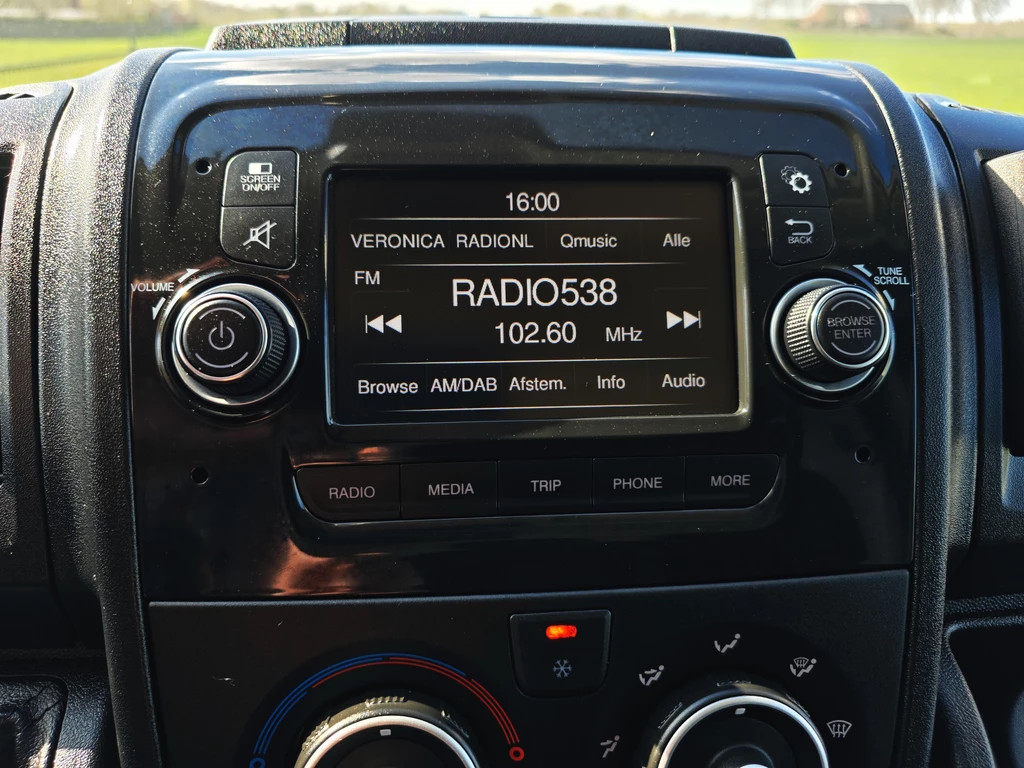 SCREEN
ON/OFF
16:00
VERONICA RADIONL Qmusic Alle
BACK
VOLUME
FM
RADIO538
102.60 MHz
TUNE
SCROLL
BROWSE
ENTER
Browse AM/DAB Afstem. Info Audio
RADIO MEDIA TRIP PHONE MORE